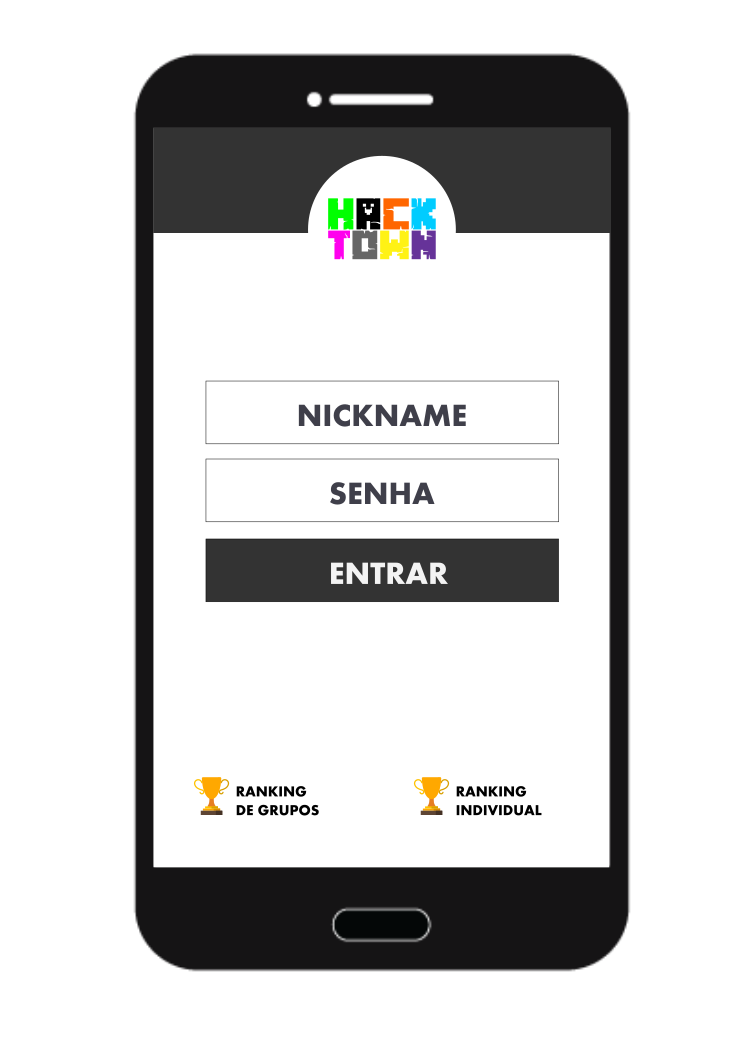 HACK
TOWN
NICKNAME
SENHA
ENTRAR
RANKING
DE GRUPOS
RANKING
INDIVIDUAL